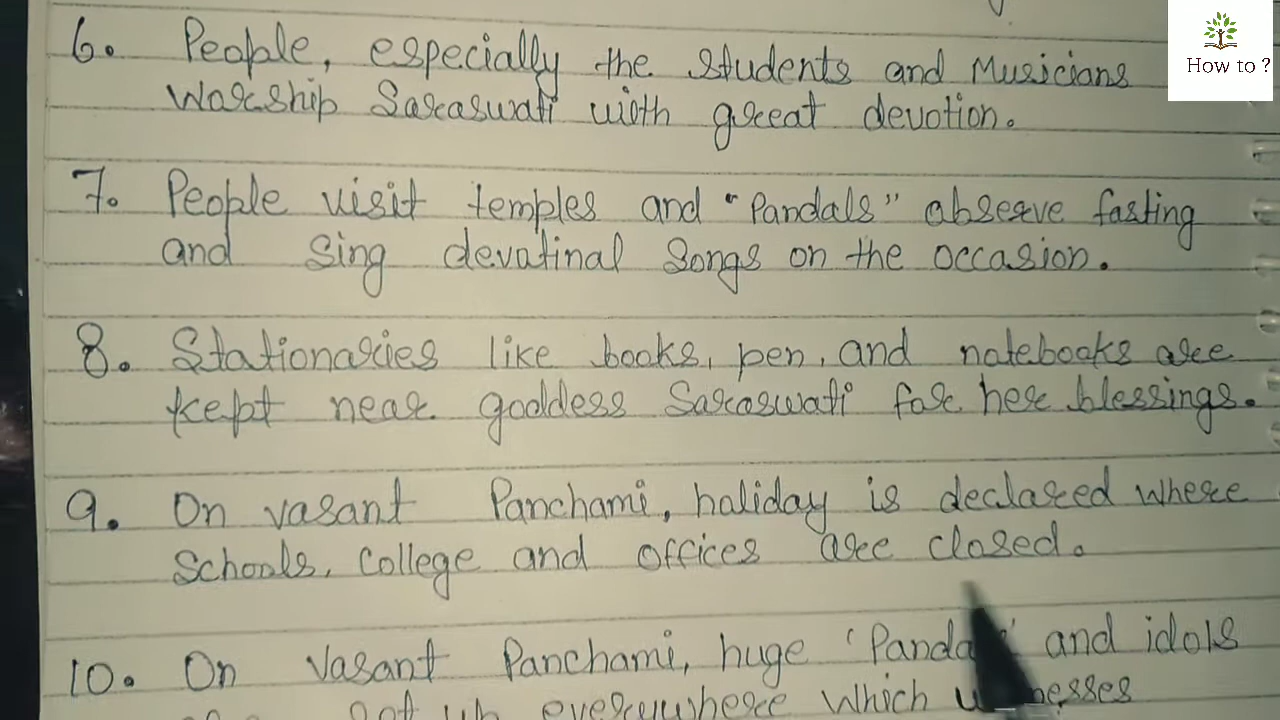 How to ?
6. People, especially the students and Musicians
Worship Saraswati with great devotion.
7. People visit temples and "Pandals" observe fasting
and Sing devatinal Songs on the occasion.
8. Stationaries like books, pen, and notebooks are
kept near goddess Saraswati for her blessings.
9. On vasant Panchami, holiday is declared where
Schools, College and offices are closed.
10. On Vasant Panchami, huge and idols
up everywhere which